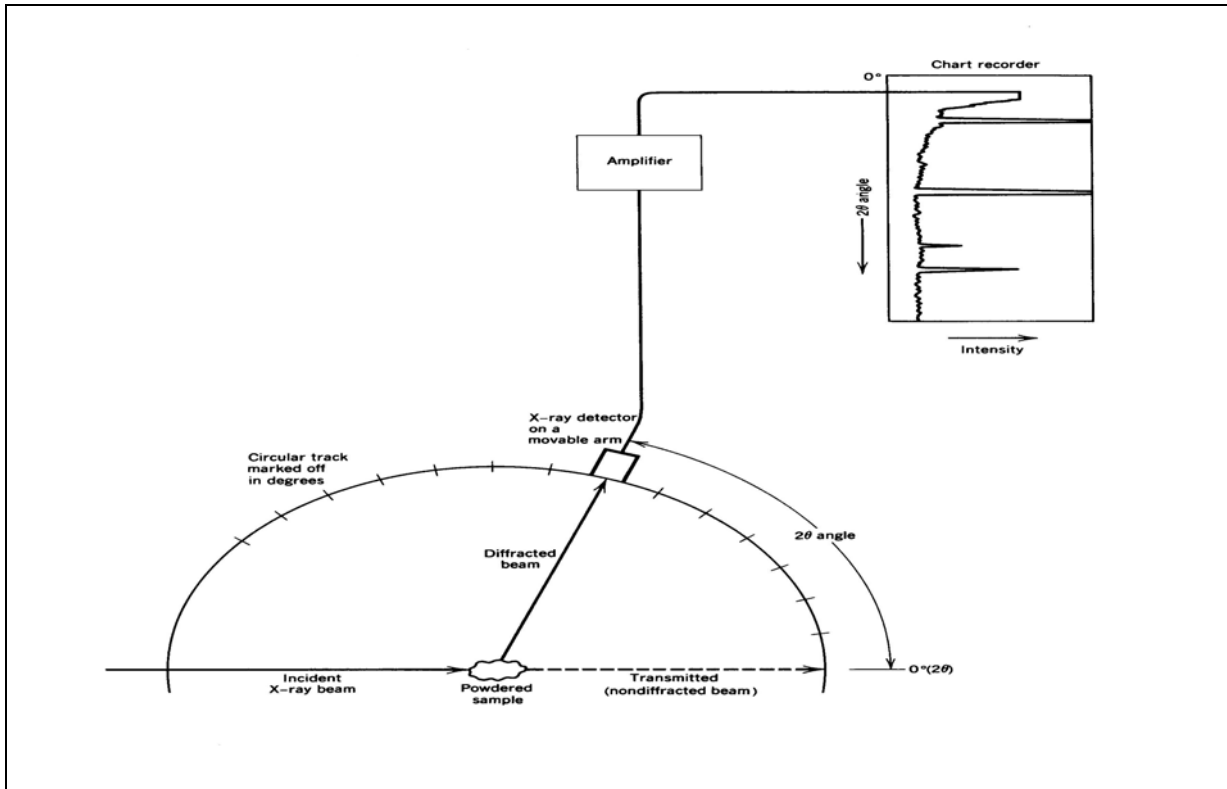 Chart recorder
0°
Amplifier
2θ angle
Intensity
X-ray detector
on a
movable arm
Circular track
marked off
in degrees
2θ angle
Diffracted
beam
0°(2θ)
Incident
X-ray beam
Powdered
sample
Transmitted
(nondiffracted beam)